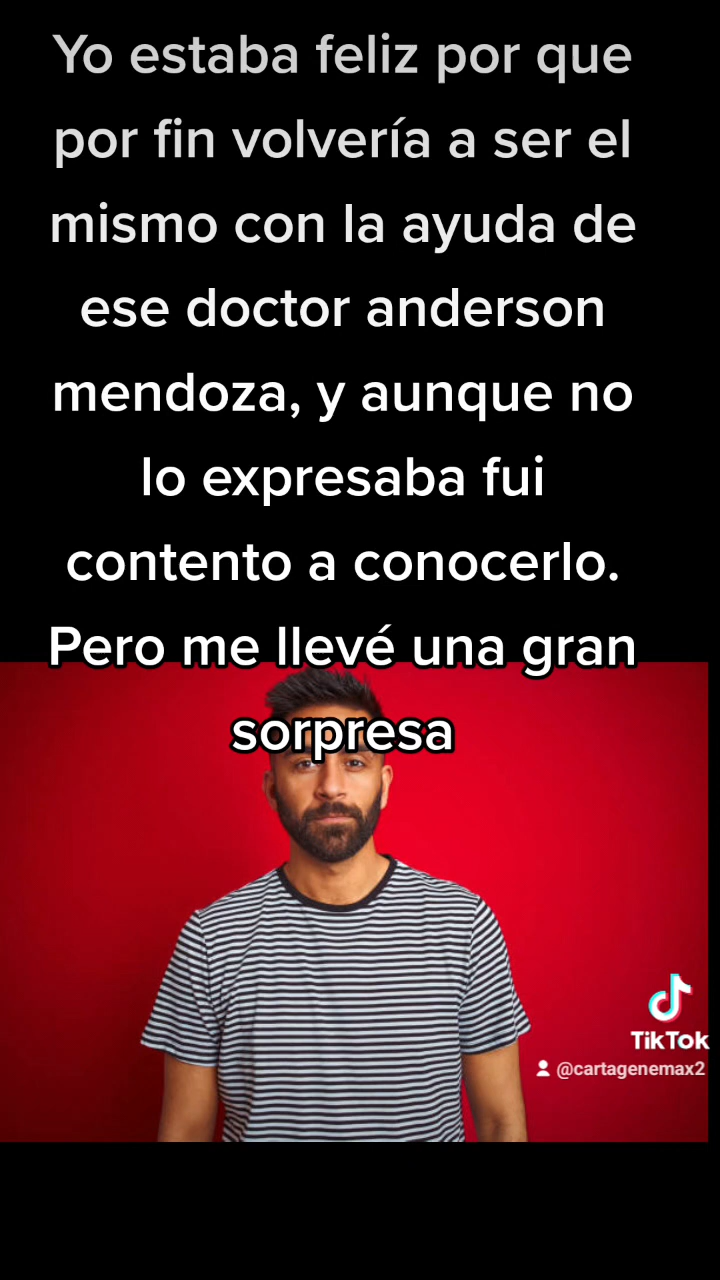 Yo estaba feliz por que
por fin volvería a ser el
mismo con la ayuda de
ese doctor anderson
mendoza, y aunque no
lo expresaba fui
contento a conocerlo.
Pero me llevé una gran
sorpresa
TikTok
@cartagenemax2